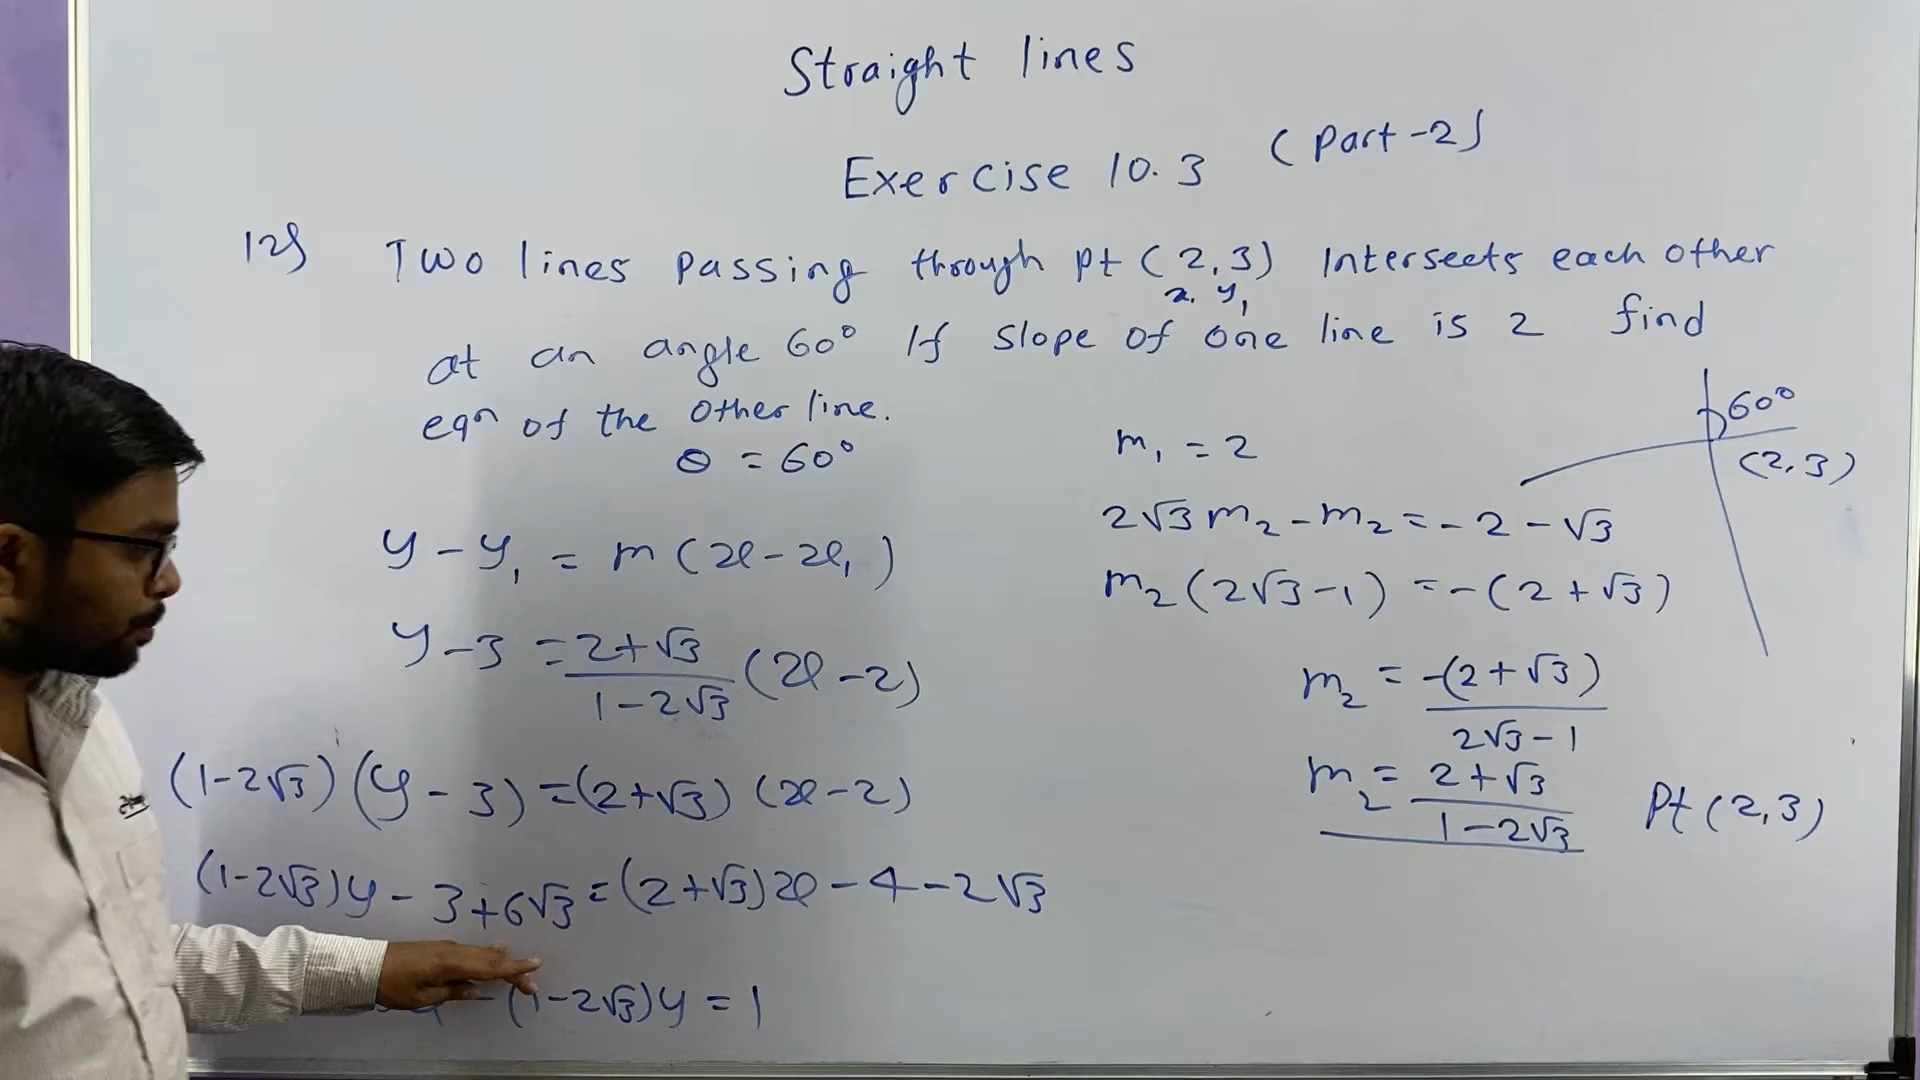 Straight lines
Exercise 10.3 (Part-2)
12) Two lines passing through pt (2,3) Intersects each other
x₁ y₁
at an angle 60° If slope of one line is 2 find
eqⁿ of the other line.
θ = 60°
y - y₁ = m(x - x₁)
y - 3 = 2+√3/1-2√3 (x - 2)
(1-2√3)(y - 3) = (2+√3)(x - 2)
(1-2√3)y - 3 + 6√3 = (2+√3)x - 4 - 2√3
- (1-2√3)y = 1
m₁ = 2
2√3m₂ - m₂ = -2 - √3
m₂(2√3-1) = -(2+√3)
m₂ = -(2+√3)/2√3-1
m₂ = 2+√3/1-2√3
Pt (2,3)
60°
(2,3)